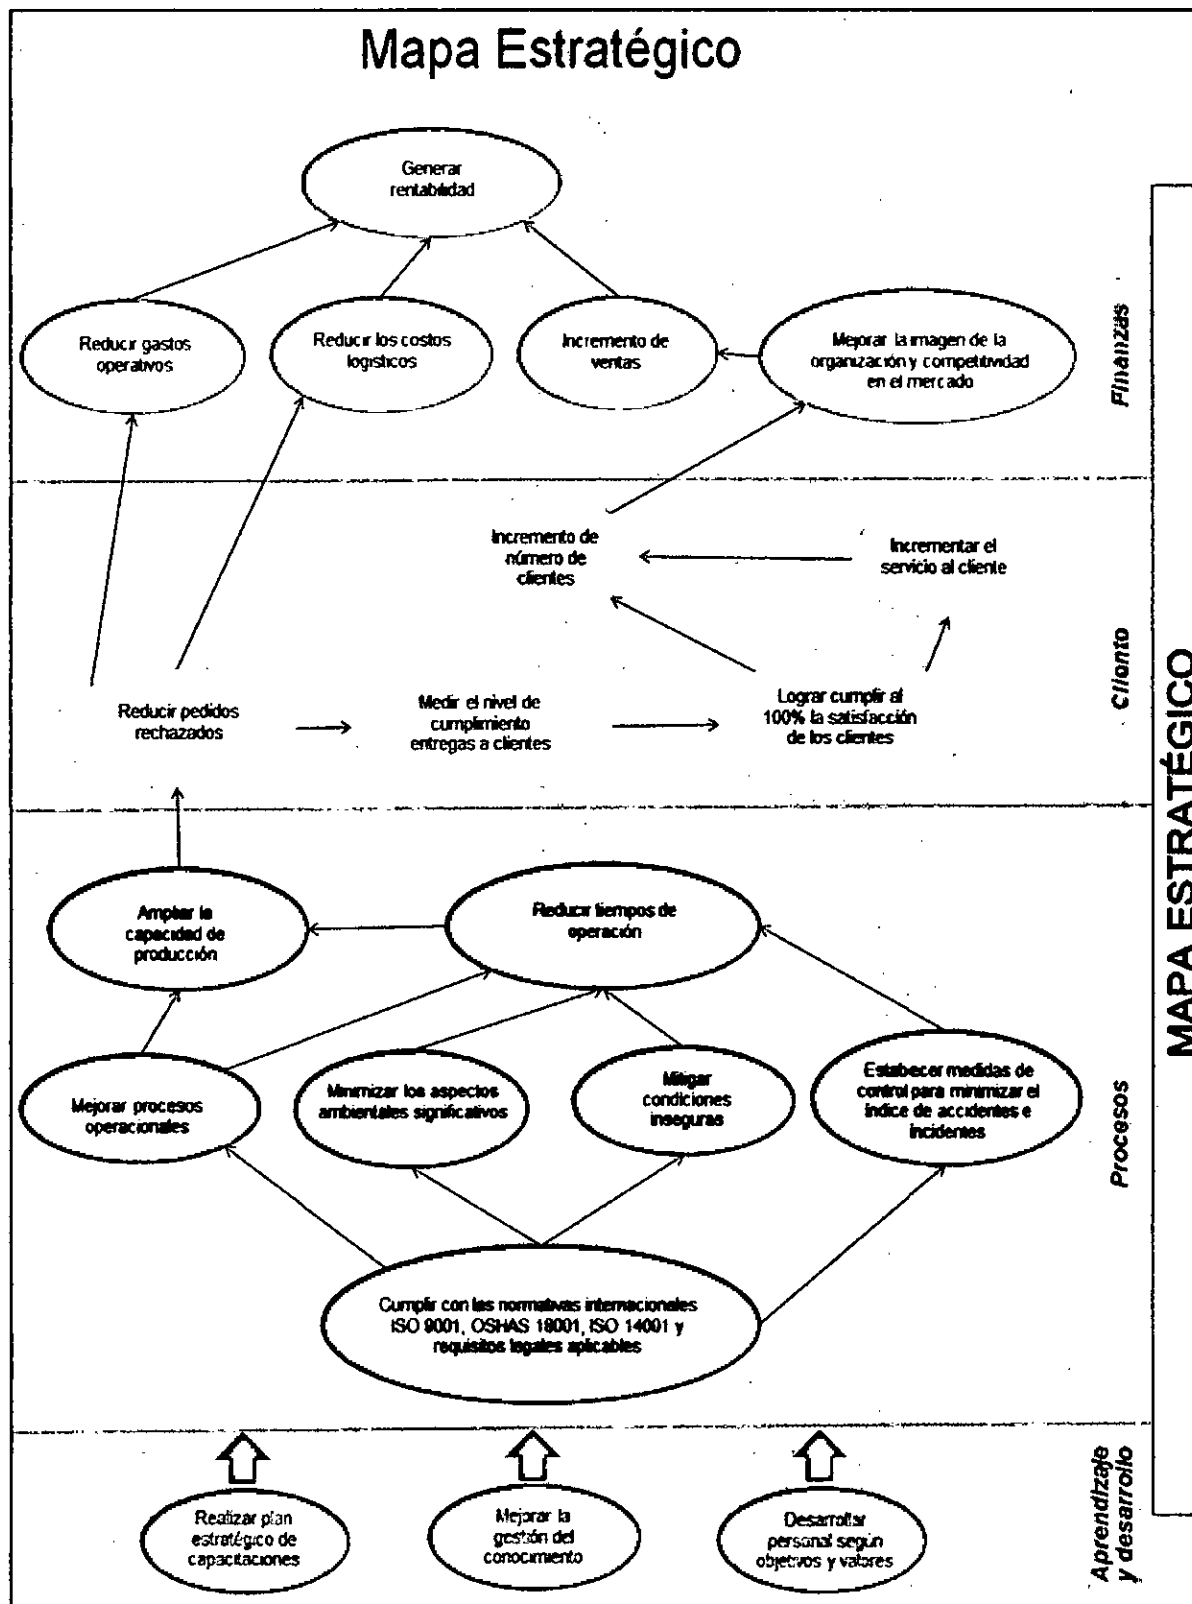 Mapa Estratégico
Generar
rentabilidad
Reducir gastos
operativos
Reducir los costos
logísticos
Incremento de
ventas
Mejorar la imagen de la
organización y competitividad
en el mercado
Finanzas
Incremento de
número de
clientes
Incrementar el
servicio al cliente
Reducir pedidos
rechazados
Medir el nivel de
cumplimiento
entregas a clientes
Lograr cumplir al
100% la satisfacción
de los clientes
Cliento
Ampliar la
capacidad de
producción
Reducir tiempos de
operación
Mejorar procesos
operacionales
Minimizar los aspectos
ambientales significativos
Mitigar
condiciones
inseguras
Estabecer medidas de
control para minimizar el
índice de accidentes e
incidentes
Procesos
Cumplir con las normativas internacionales
ISO 9001, OSHAS 18001, ISO 14001 y
requisitos legales aplicables
Realizar plan
estratégico de
capacitaciones
Mejorar la
gestión del
conocimiento
Desarrollar
personal según
objetivos y valores
Aprendizaje
y desarrollo
MAPA ESTRATÉGICO